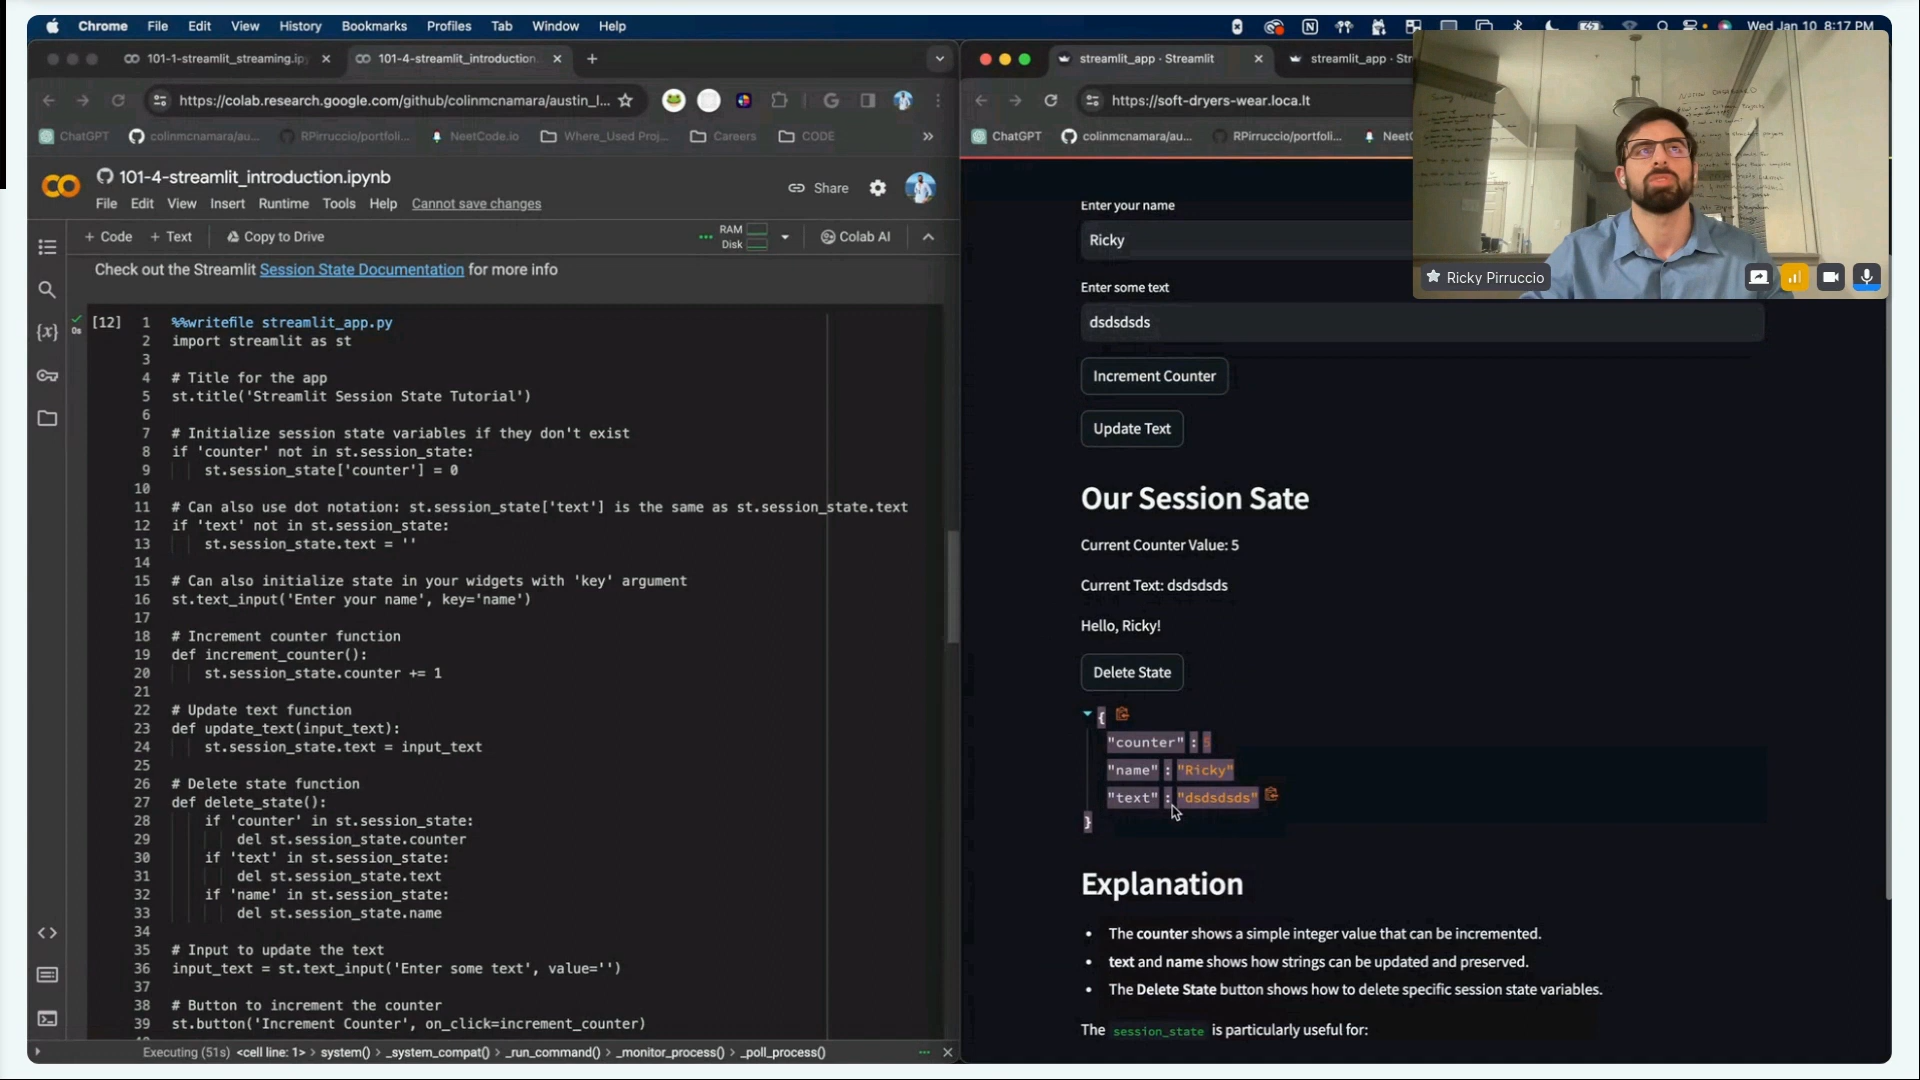 Chrome File Edit View History Bookmarks Profiles Tab Window Help
Wed Jan 10 8:17 PM
101-1-streamlit_streaming.ip
101-4-streamlit_introduction
https://colab.research.google.com/github/colinmcnamara/austin_l...
ChatGPT colinmcnamara/au... RPirruccio/portfoli... NeetCode.io Where_Used Proj... Careers CODE
101-4-streamlit_introduction.ipynb
Share
File Edit View Insert Runtime Tools Help Cannot save changes
+ Code + Text Copy to Drive
RAM
Disk
Colab AI
Check out the Streamlit Session State Documentation for more info
[12]
0s
1 %%writefile streamlit_app.py
2 import streamlit as st
3
4 # Title for the app
5 st.title('Streamlit Session State Tutorial')
6
7 # Initialize session state variables if they don't exist
8 if 'counter' not in st.session_state:
9 st.session_state['counter'] = 0
10
11 # Can also use dot notation: st.session_state['text'] is the same as st.session_state.text
12 if 'text' not in st.session_state:
13 st.session_state.text = ''
14
15 # Can also initialize state in your widgets with 'key' argument
16 st.text_input('Enter your name', key='name')
17
18 # Increment counter function
19 def increment_counter():
20 st.session_state.counter += 1
21
22 # Update text function
23 def update_text(input_text):
24 st.session_state.text = input_text
25
26 # Delete state function
27 def delete_state():
28 if 'counter' in st.session_state:
29 del st.session_state.counter
30 if 'text' in st.session_state:
31 del st.session_state.text
32 if 'name' in st.session_state:
33 del st.session_state.name
34
35 # Input to update the text
36 input_text = st.text_input('Enter some text', value='')
37
38 # Button to increment the counter
39 st.button('Increment Counter', on_click=increment_counter)
Executing (51s) <cell line: 1> > system() > _system_compat() > _run_command() > _monitor_process() > _poll_process()
streamlit_app · Streamlit
streamlit_app · Str
https://soft-dryers-wear.loca.lt
ChatGPT colinmcnamara/au... RPirruccio/portfoli... NeetC
Ricky Pirruccio
Enter your name
Ricky
Enter some text
dsdsdsds
Increment Counter
Update Text
Our Session Sate
Current Counter Value: 5
Current Text: dsdsdsds
Hello, Ricky!
Delete State
{
"counter" : 5
"name" : "Ricky"
"text" : "dsdsdsds"
}
Explanation
• The counter shows a simple integer value that can be incremented.
• text and name shows how strings can be updated and preserved.
• The Delete State button shows how to delete specific session state variables.
The session_state is particularly useful for: